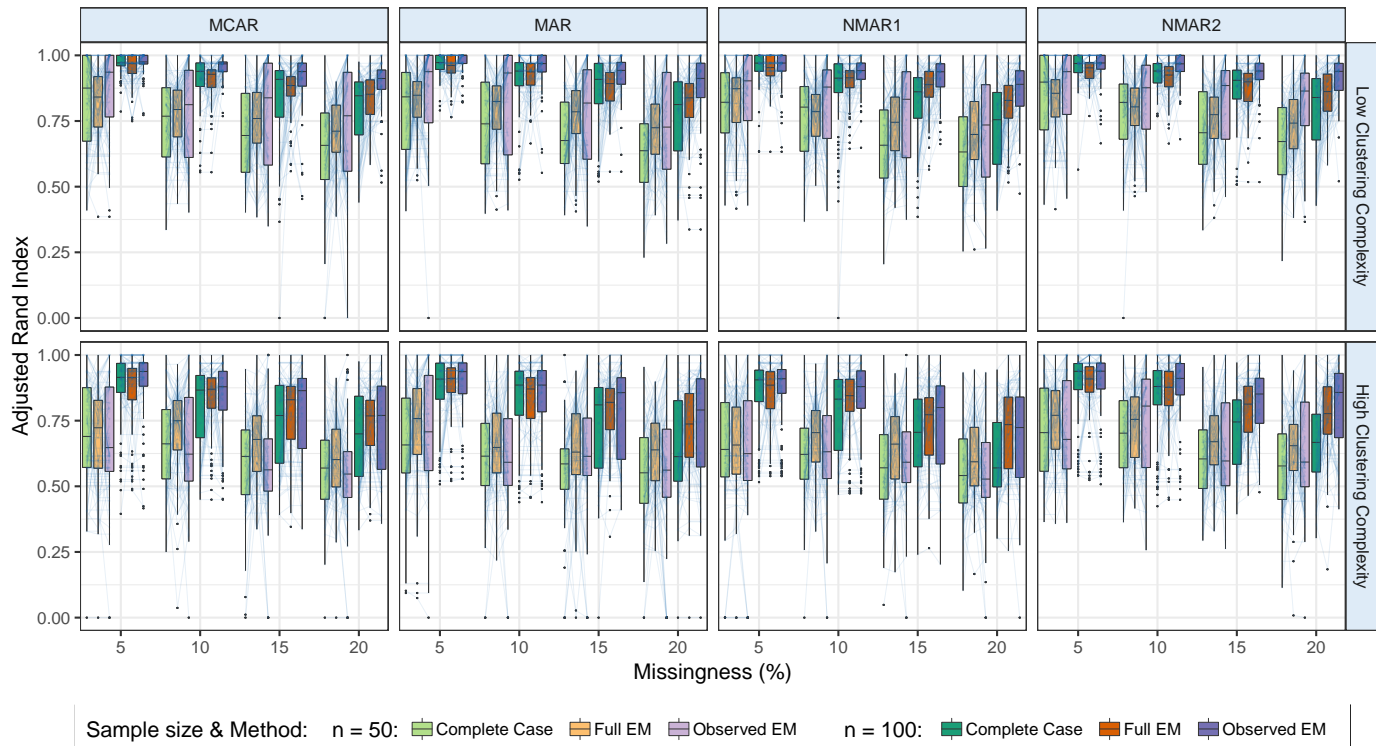 MCAR MAR NMAR1 NMAR2
1.00
0.75
0.50
0.25
0.00
Low Clustering Complexity
Adjusted Rand Index
1.00
0.75
0.50
0.25
0.00
High Clustering Complexity
5 10 15 20 5 10 15 20 5 10 15 20 5 10 15 20
Missingness (%)
Sample size & Method: n = 50: Complete Case Full EM Observed EM n = 100: Complete Case Full EM Observed EM